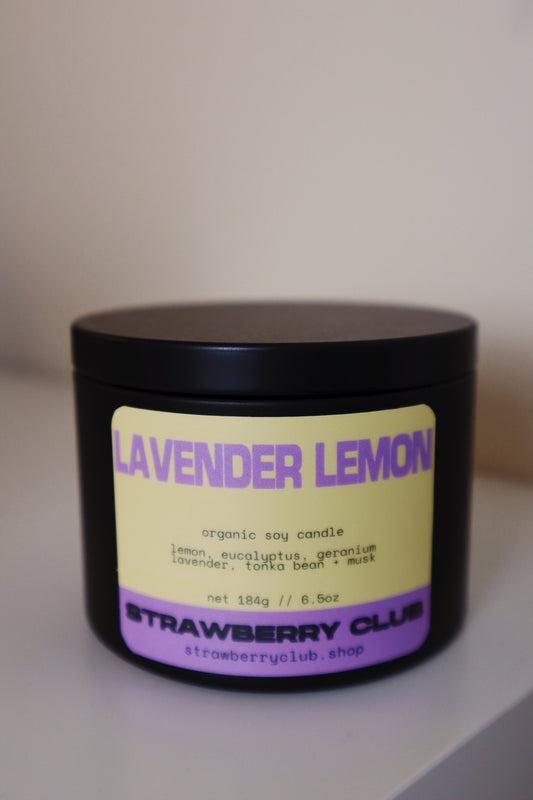 LAVENDER LEMON
organic soy candle
lemon, eucalyptus, geranium
lavender, tonka bean + musk
net 184g // 6.5oz
STRAWBERRY CLUB
strawberryclub.shop